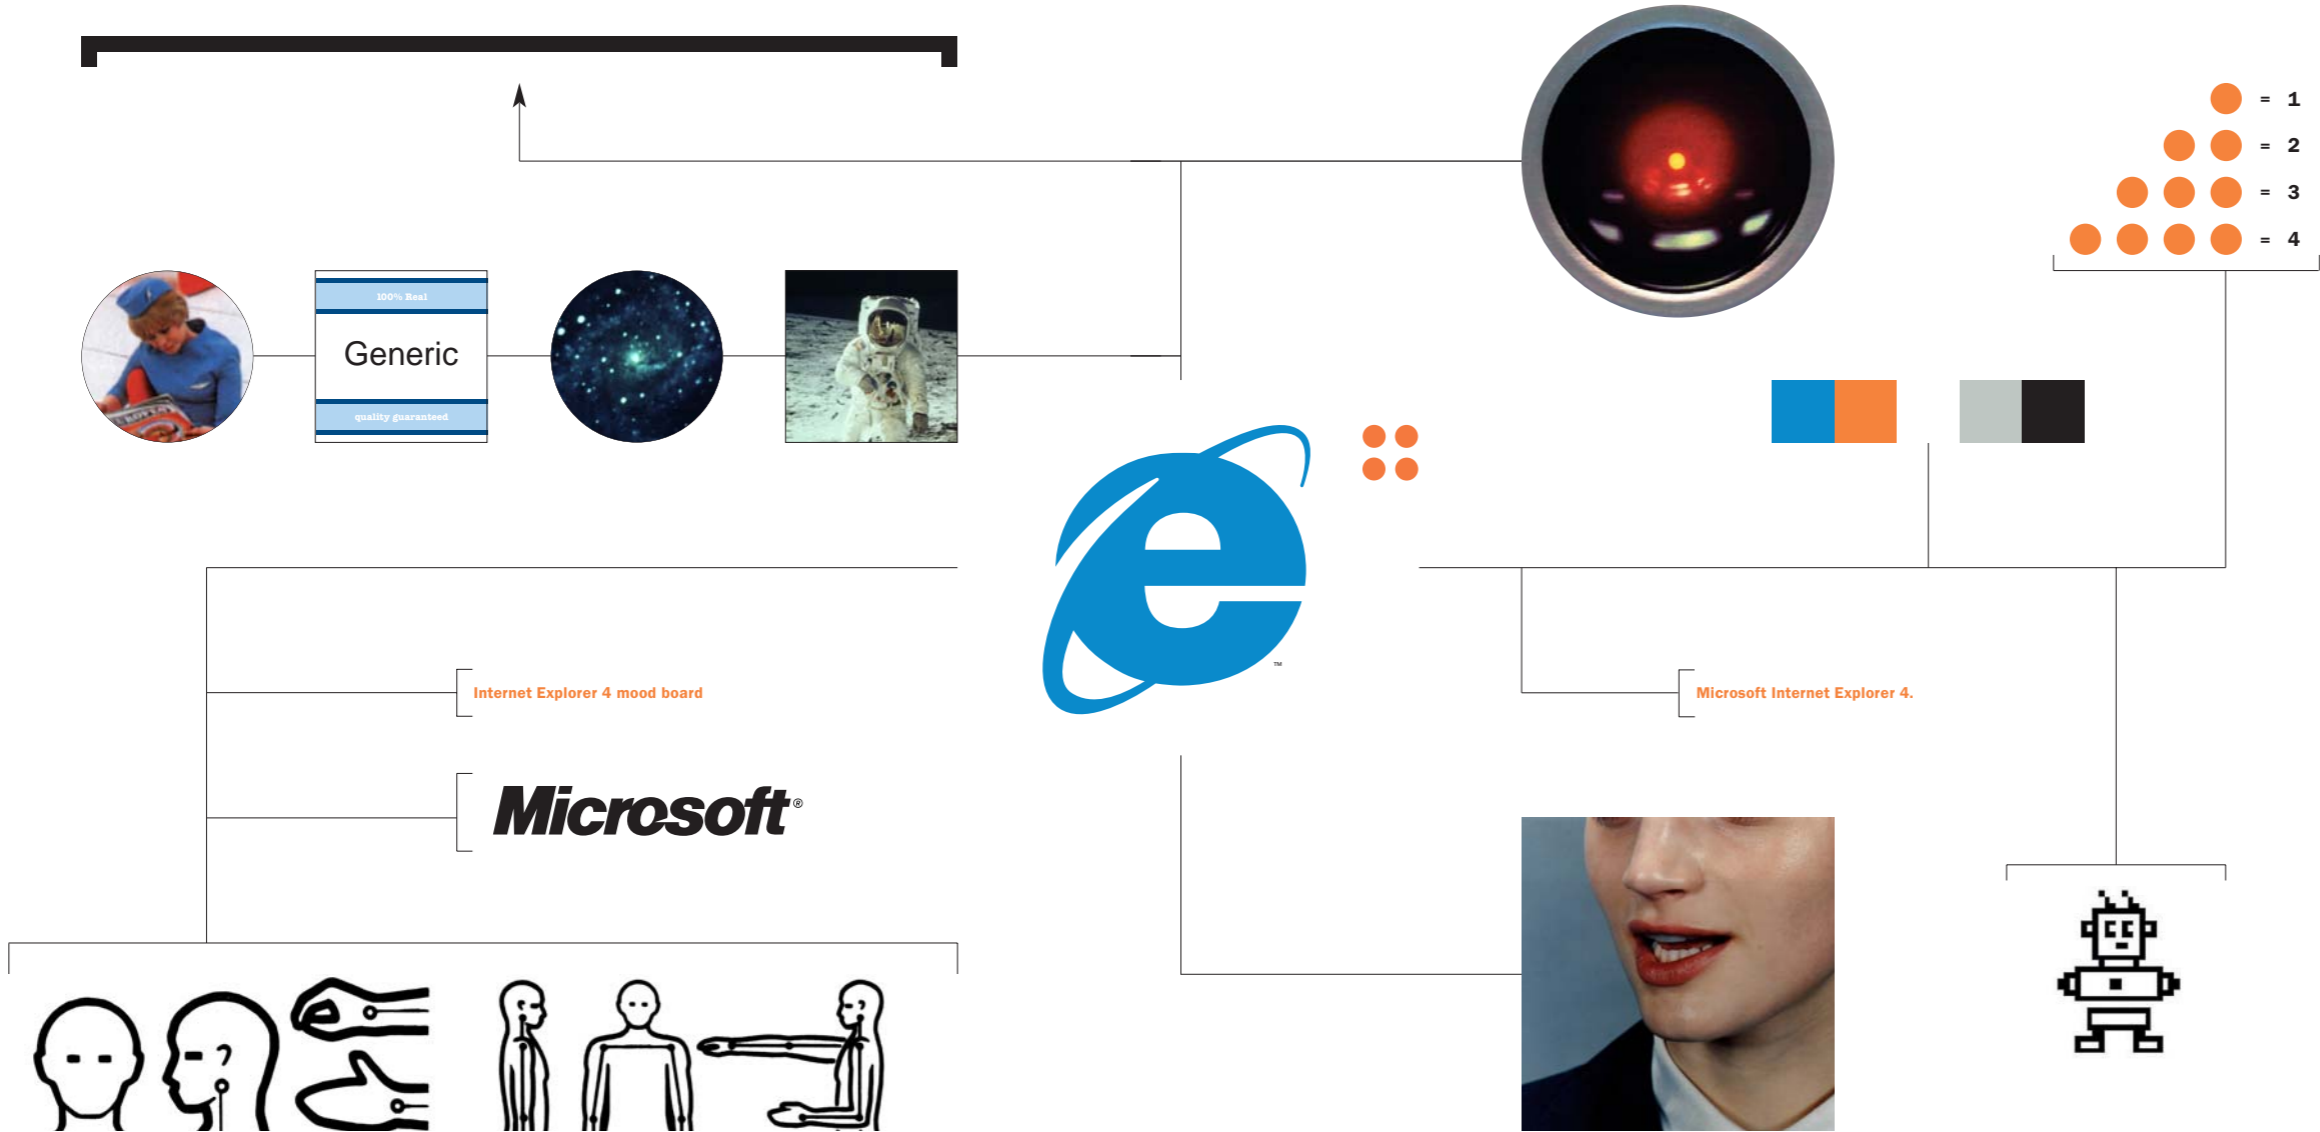 = 1
= 2
= 3
= 4
100% Real
Generic
quality guaranteed
e
™
Internet Explorer 4 mood board
Microsoft Internet Explorer 4.
Microsoft®